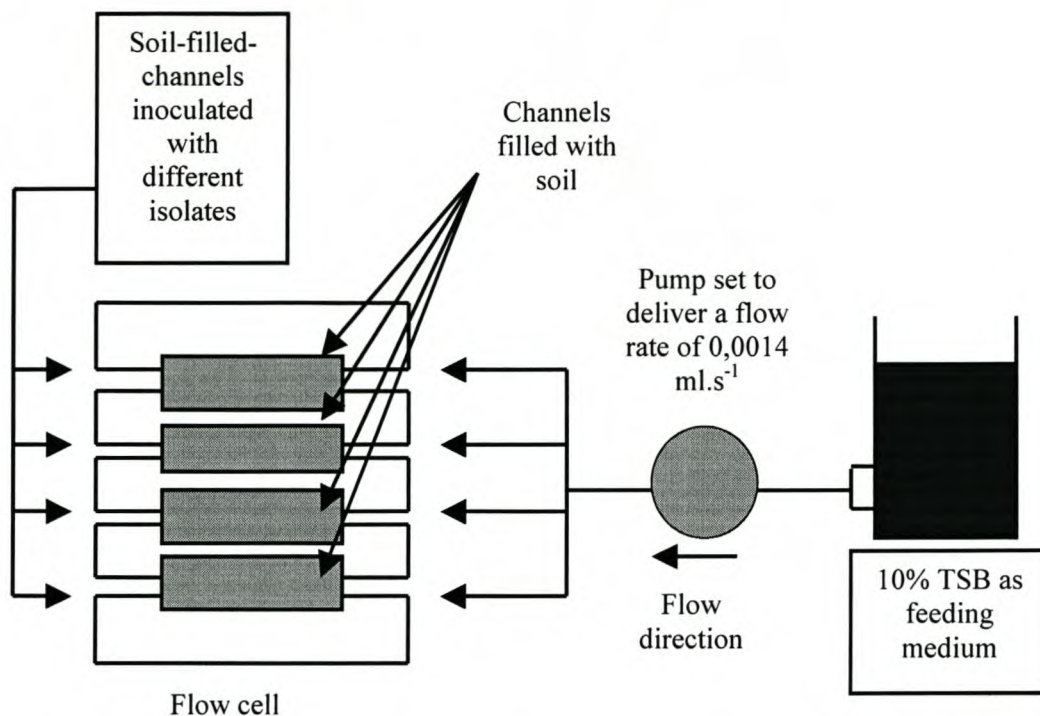 Soil-filled-
channels
inoculated
with
different
isolates
Channels
filled with
soil
Pump set to
deliver a flow
rate of 0,0014
ml.s⁻¹
Flow
direction
10% TSB as
feeding
medium
Flow cell